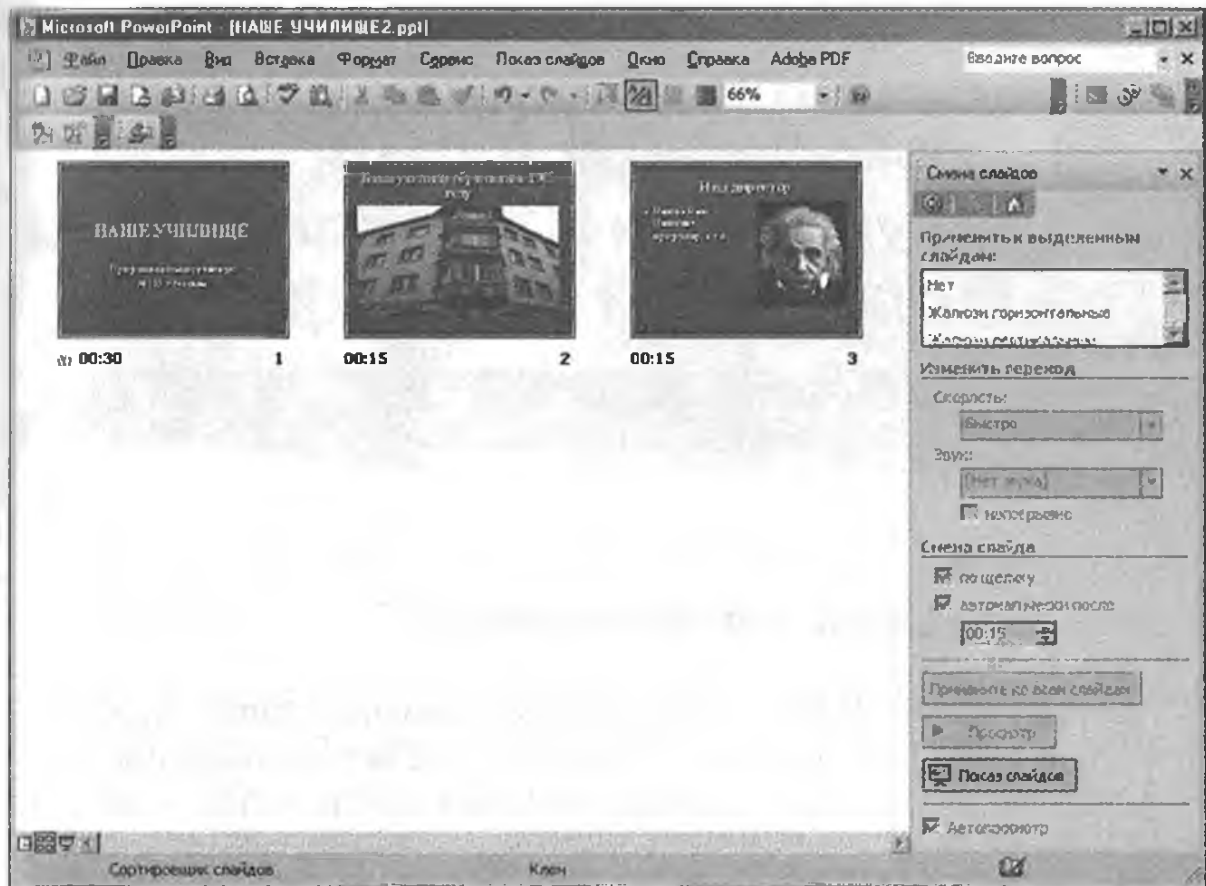 Microsoft PowerPoint - [НАШЕ УЧИЛИЩЕ2.ppt]
Файл Правка Вид Вставка Формат Сервис Показ слайдов Окно Справка Adobe PDF Введите вопрос
66%
Смена слайдов
Применить к выделенным
слайдам:
Нет
Жалюзи горизонтальные
Жалюзи вертикальные
НАШЕ УЧИЛИЩЕ
Наш директор
00:30 1 00:15 2 00:15 3
Изменить переход
Скорость:
Быстро
Звук:
[Нет звука]
непрерывно
Смена слайда
по щелчку
автоматически после
00:15
Применить ко всем слайдам
Просмотр
Показ слайдов
Автопросмотр
Сортировщик слайдов Клен